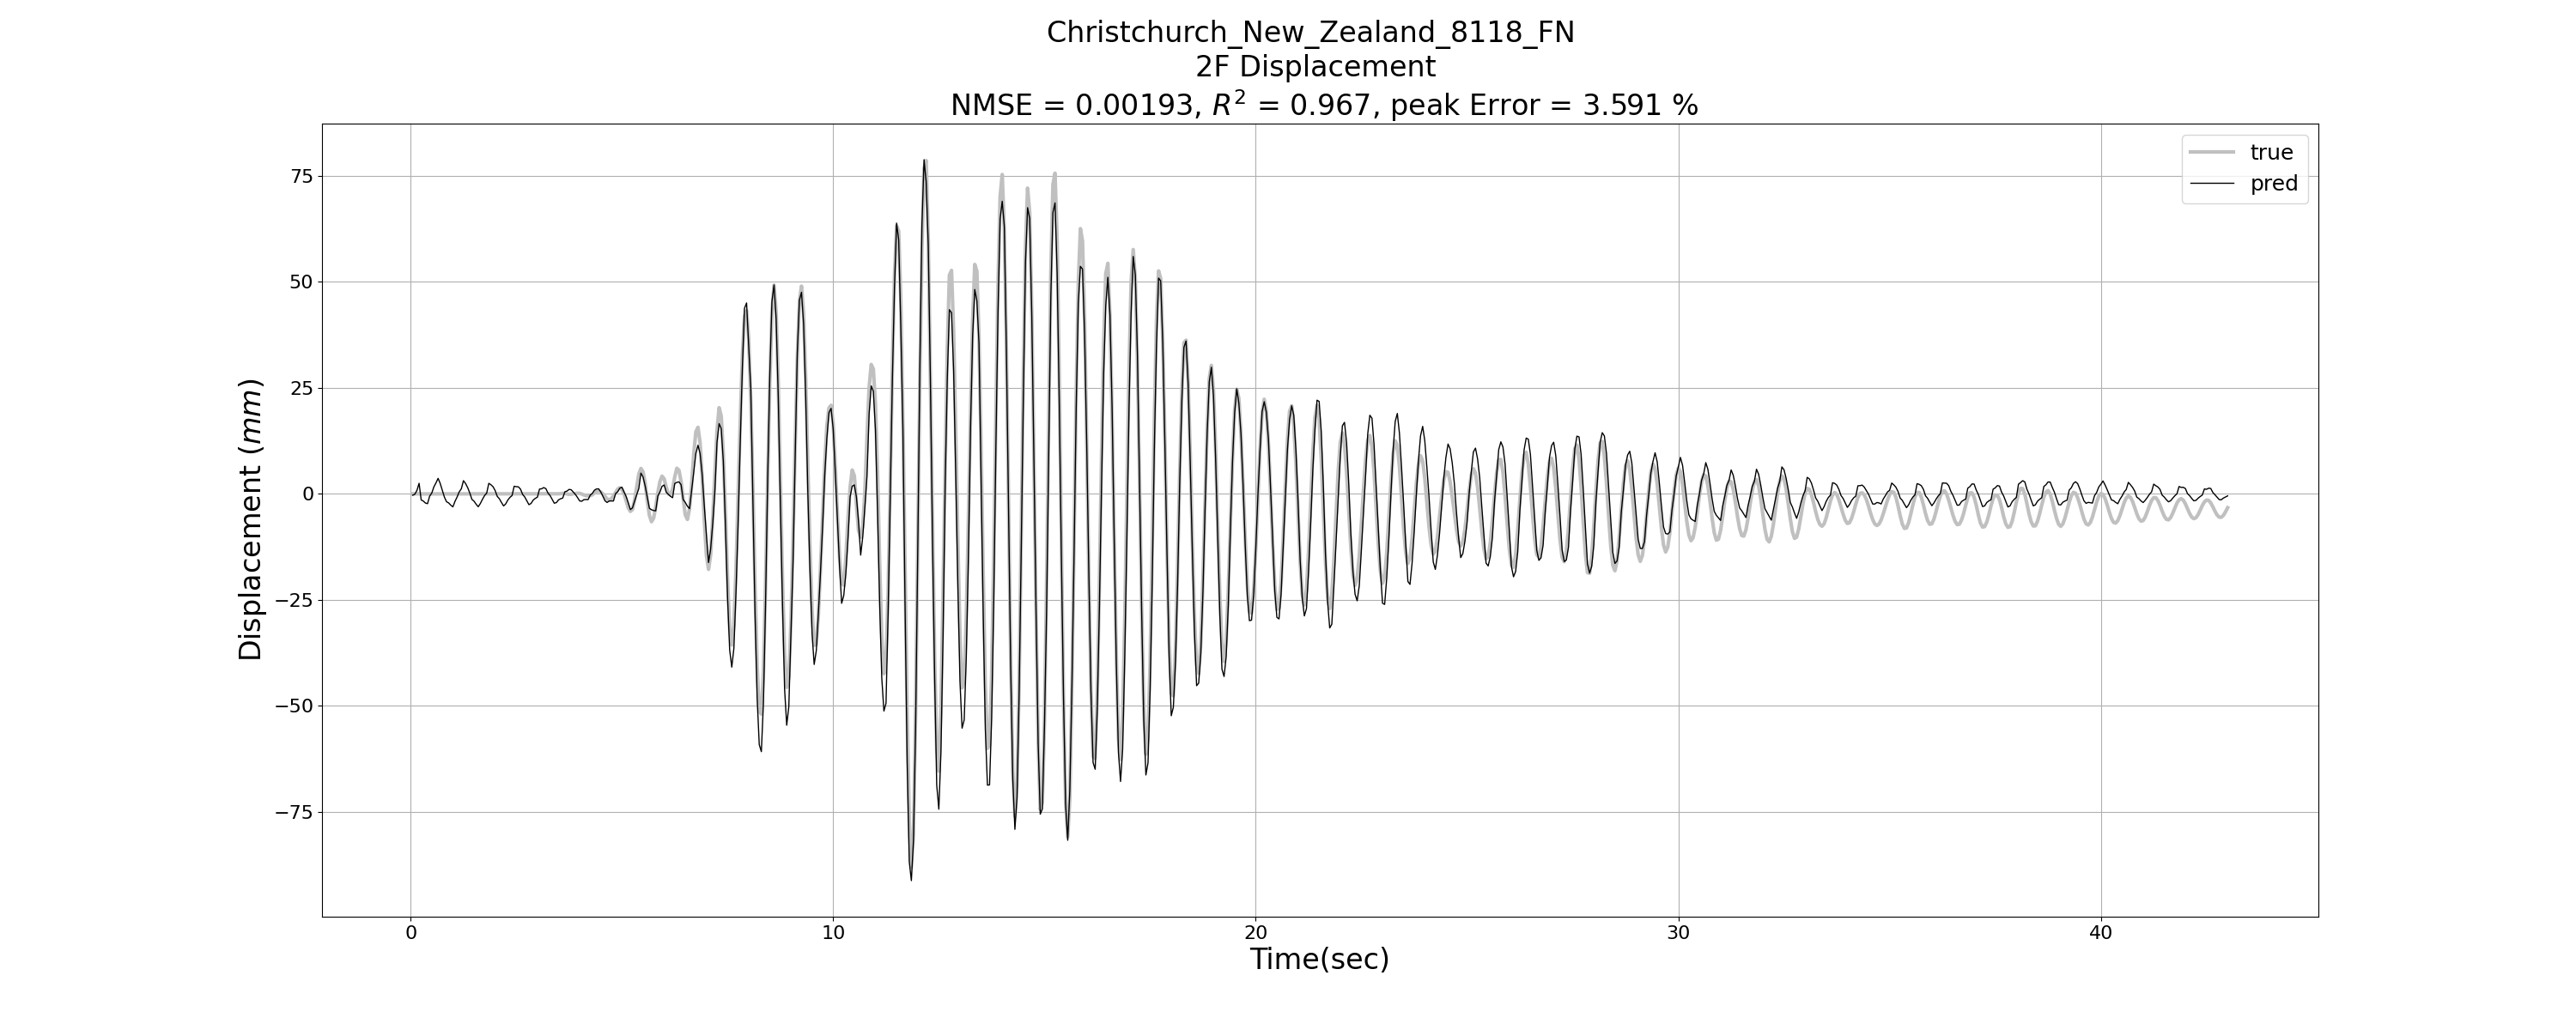 Christchurch_New_Zealand_8118_FN
2F Displacement
NMSE = 0.00193, R² = 0.967, peak Error = 3.591 %
true
pred
75
50
25
0
−25
−50
−75
Displacement (mm)
0 10 20 30 40
Time(sec)